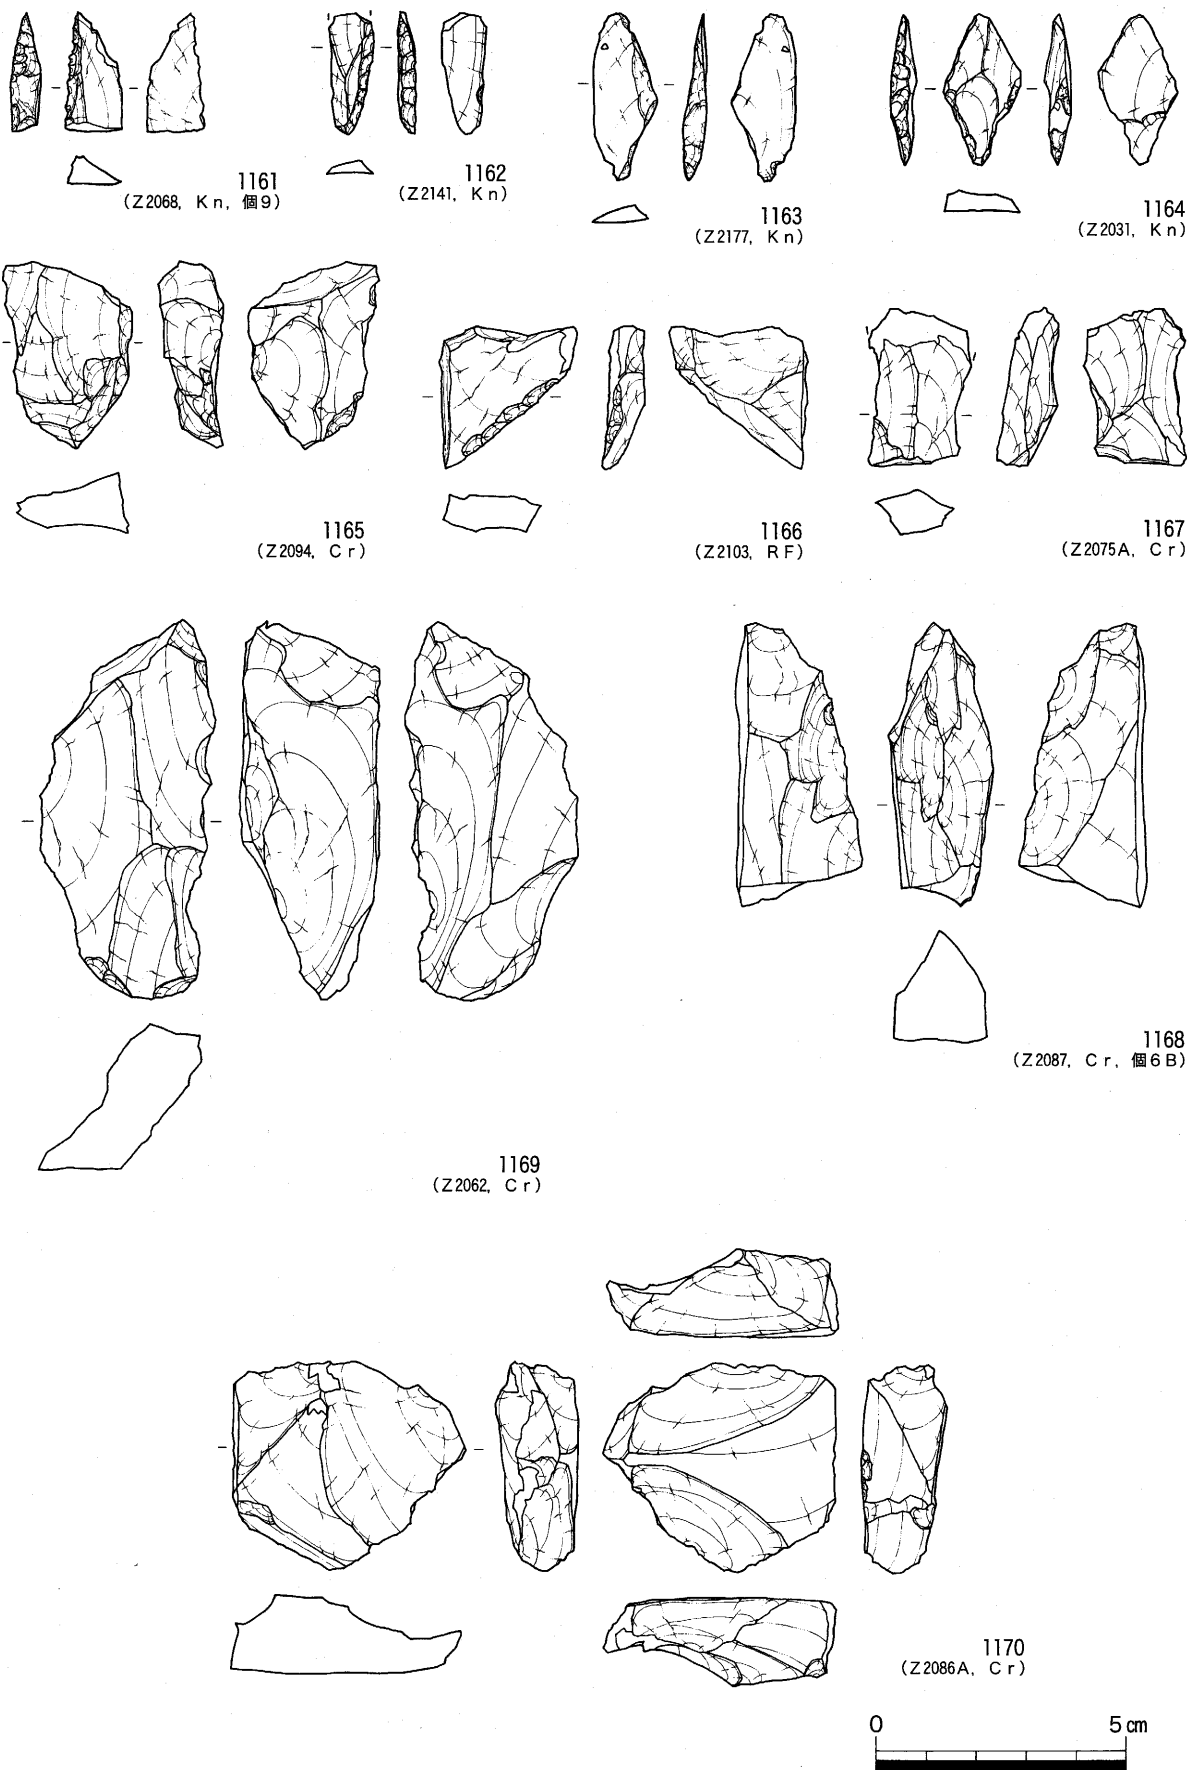 1161
(Z2068, Kn, 個9)
1162
(Z2141, Kn)
1163
(Z2177, Kn)
1164
(Z2031, Kn)
1165
(Z2094, Cr)
1166
(Z2103, RF)
1167
(Z2075A, Cr)
1168
(Z2087, Cr, 個6B)
1169
(Z2062, Cr)
1170
(Z2086A, Cr)
0 5cm